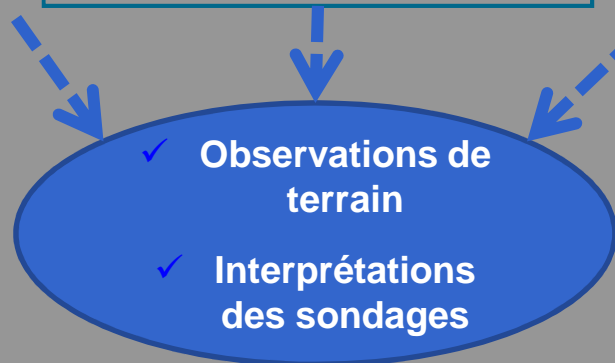 ✓ Observations de
terrain
✓ Interprétations
des sondages